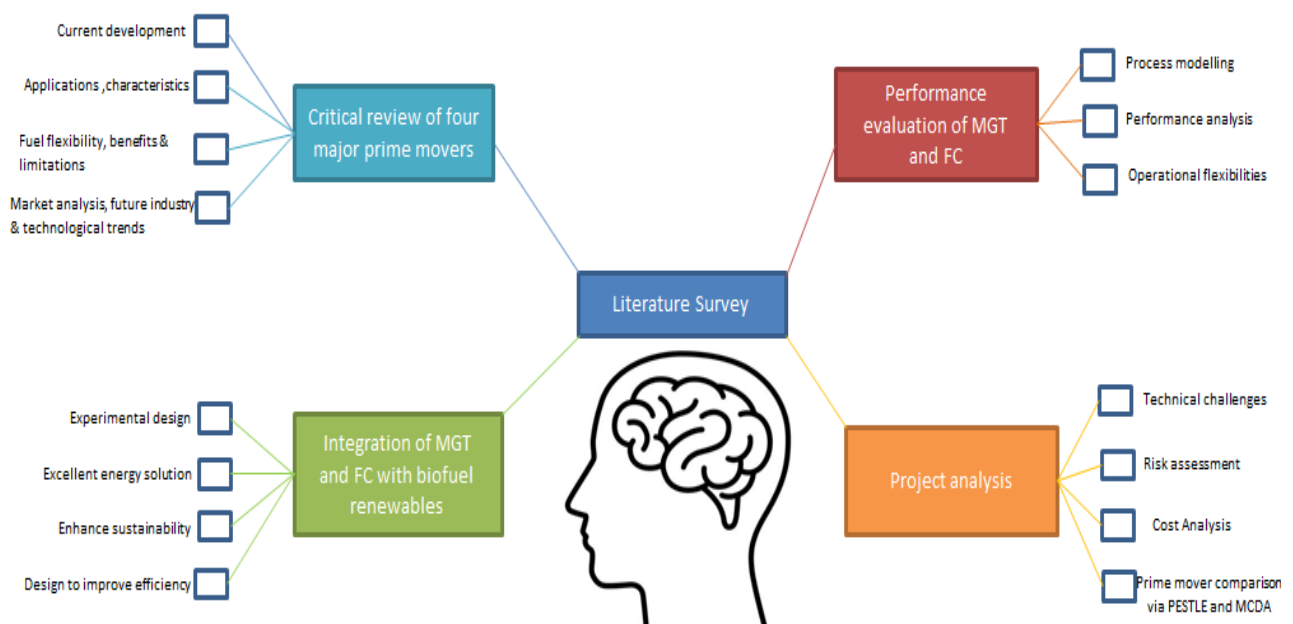 Current development
Applications ,characteristics
Fuel flexibility, benefits &
limitations
Market analysis, future industry
& technological trends
Critical review of four
major prime movers
Performance
evaluation of MGT
and FC
Process modelling
Performance analysis
Operational flexibilities
Literature Survey
Experimental design
Excellent energy solution
Enhance sustainability
Design to improve efficiency
Integration of MGT
and FC with biofuel
renewables
Project analysis
Technical challenges
Risk assessment
Cost Analysis
Prime mover comparison
via PESTLE and MCDA